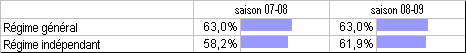 saison 07-08 saison 08-09
Régime général 63,0% 63,0%
Régime indépendant 58,2% 61,9%